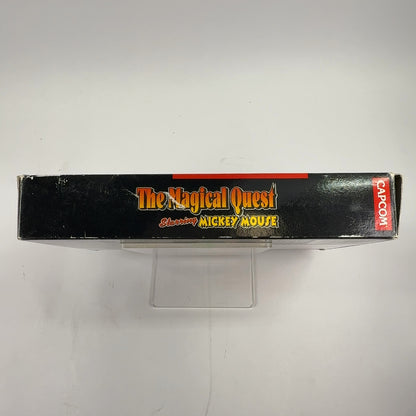 The Magical Quest
Starring MICKEY MOUSE
CAPCOM